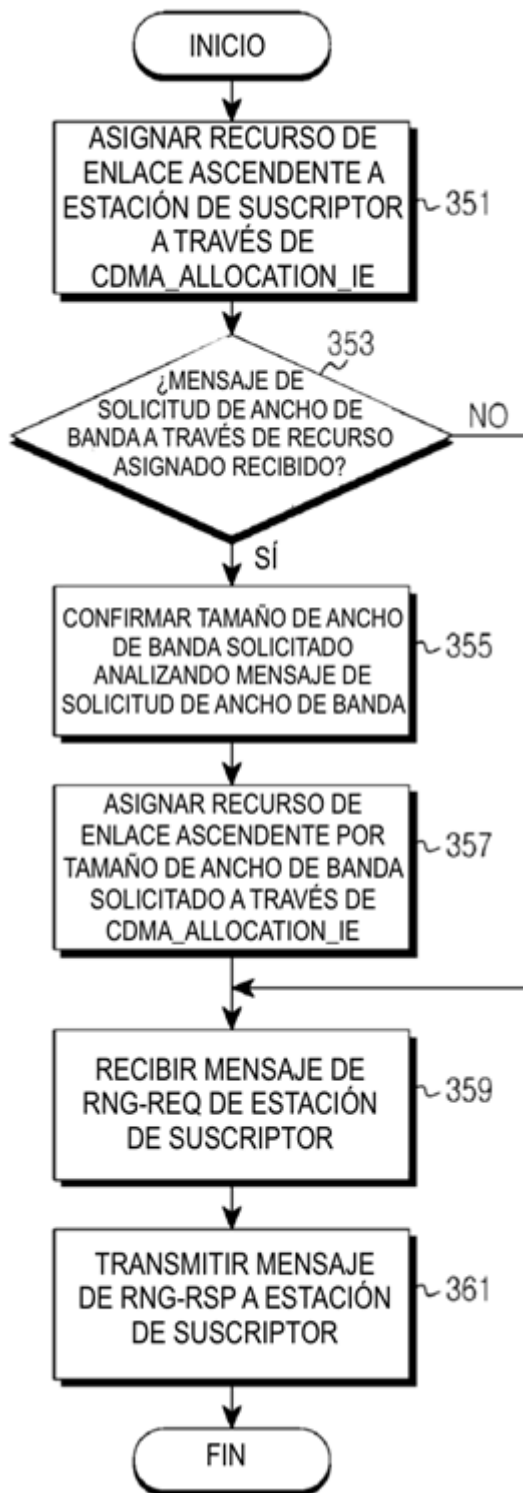 INICIO
ASIGNAR RECURSO DE
ENLACE ASCENDENTE A
ESTACIÓN DE SUSCRIPTOR
A TRAVÉS DE
CDMA_ALLOCATION_IE
351
353
¿MENSAJE DE
SOLICITUD DE ANCHO DE
BANDA A TRAVÉS DE RECURSO
ASIGNADO RECIBIDO?
NO
SÍ
CONFIRMAR TAMAÑO DE ANCHO
DE BANDA SOLICITADO
ANALIZANDO MENSAJE DE
SOLICITUD DE ANCHO DE BANDA
355
ASIGNAR RECURSO DE
ENLACE ASCENDENTE POR
TAMAÑO DE ANCHO DE BANDA
SOLICITADO A TRAVÉS DE
CDMA_ALLOCATION_IE
357
RECIBIR MENSAJE DE
RNG-REQ DE ESTACIÓN
DE SUSCRIPTOR
359
TRANSMITIR MENSAJE
DE RNG-RSP A ESTACIÓN
DE SUSCRIPTOR
361
FIN